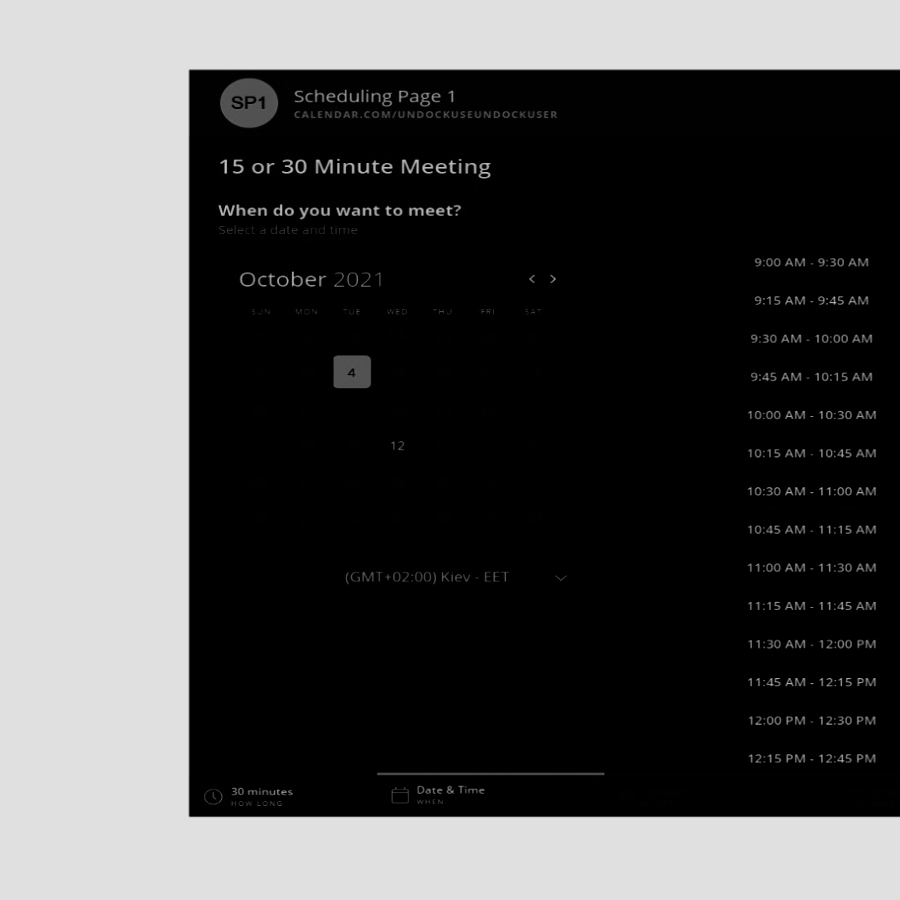 SP1
Scheduling Page 1
CALENDAR.COM/UNDOCKUSEUNDOCKUSER
15 or 30 Minute Meeting
When do you want to meet?
Select a date and time
October 2021 < >
SUN MON TUE WED THU FRI SAT
4
12
(GMT+02:00) Kiev - EET
9:00 AM - 9:30 AM
9:15 AM - 9:45 AM
9:30 AM - 10:00 AM
9:45 AM - 10:15 AM
10:00 AM - 10:30 AM
10:15 AM - 10:45 AM
10:30 AM - 11:00 AM
10:45 AM - 11:15 AM
11:00 AM - 11:30 AM
11:15 AM - 11:45 AM
11:30 AM - 12:00 PM
11:45 AM - 12:15 PM
12:00 PM - 12:30 PM
12:15 PM - 12:45 PM
30 minutes
HOW LONG
Date & Time
WHEN